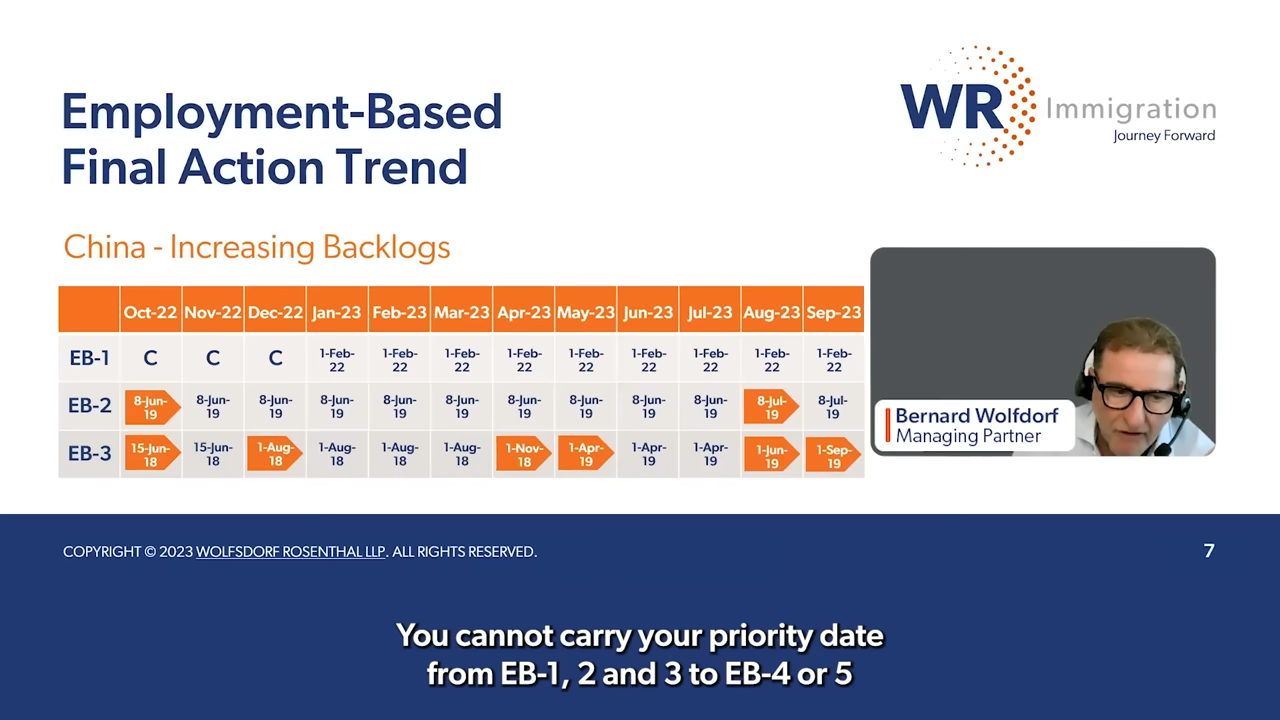 Employment-Based
Final Action Trend
WR Immigration
Journey Forward
China - Increasing Backlogs
Oct-22 Nov-22 Dec-22 Jan-23 Feb-23 Mar-23 Apr-23 May-23 Jun-23 Jul-23 Aug-23 Sep-23
EB-1 C C C 1-Feb-22 1-Feb-22 1-Feb-22 1-Feb-22 1-Feb-22 1-Feb-22 1-Feb-22 1-Feb-22 1-Feb-22
EB-2 8-Jun-19 8-Jun-19 8-Jun-19 8-Jun-19 8-Jun-19 8-Jun-19 8-Jun-19 8-Jun-19 8-Jun-19 8-Jun-19 8-Jul-19 8-Jul-19
EB-3 15-Jun-18 15-Jun-18 1-Aug-18 1-Aug-18 1-Aug-18 1-Aug-18 1-Nov-18 1-Apr-19 1-Apr-19 1-Apr-19 1-Jun-19 1-Sep-19
Bernard Wolfdorf
Managing Partner
COPYRIGHT © 2023 WOLFSDORF ROSENTHAL LLP. ALL RIGHTS RESERVED.
7
You cannot carry your priority date
from EB-1, 2 and 3 to EB-4 or 5